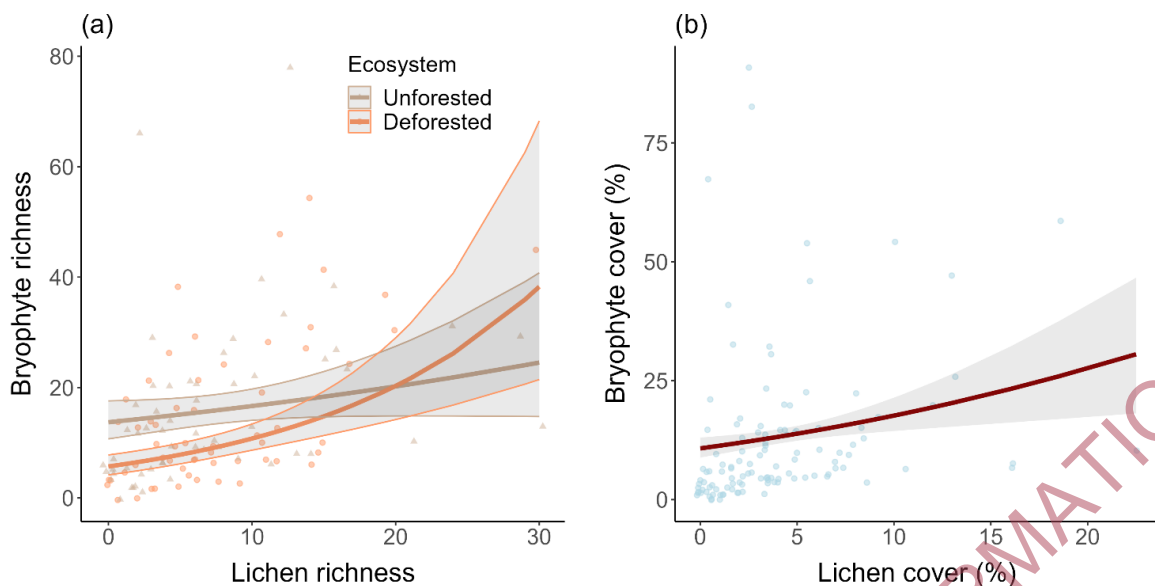 (a)
Bryophyte richness
80
60
40
20
0
0 10 20 30
Lichen richness
Ecosystem
Unforested
Deforested
(b)
Bryophyte cover (%)
75
50
25
0
0 5 10 15 20
Lichen cover (%)